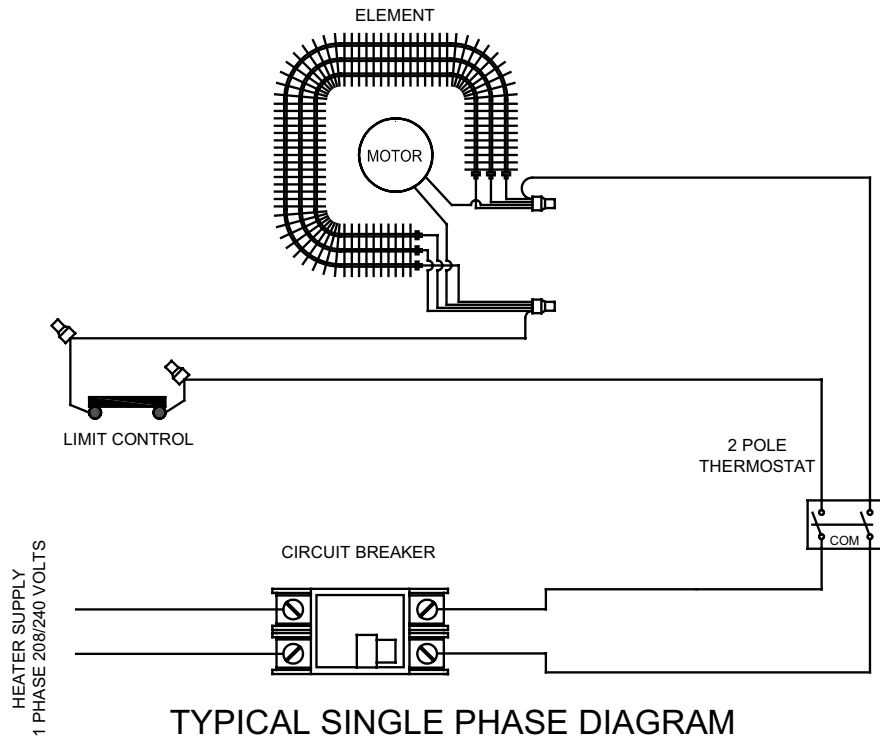 ELEMENT
MOTOR
LIMIT CONTROL
2 POLE
THERMOSTAT
COM
CIRCUIT BREAKER
HEATER SUPPLY
1 PHASE 208/240 VOLTS
TYPICAL SINGLE PHASE DIAGRAM